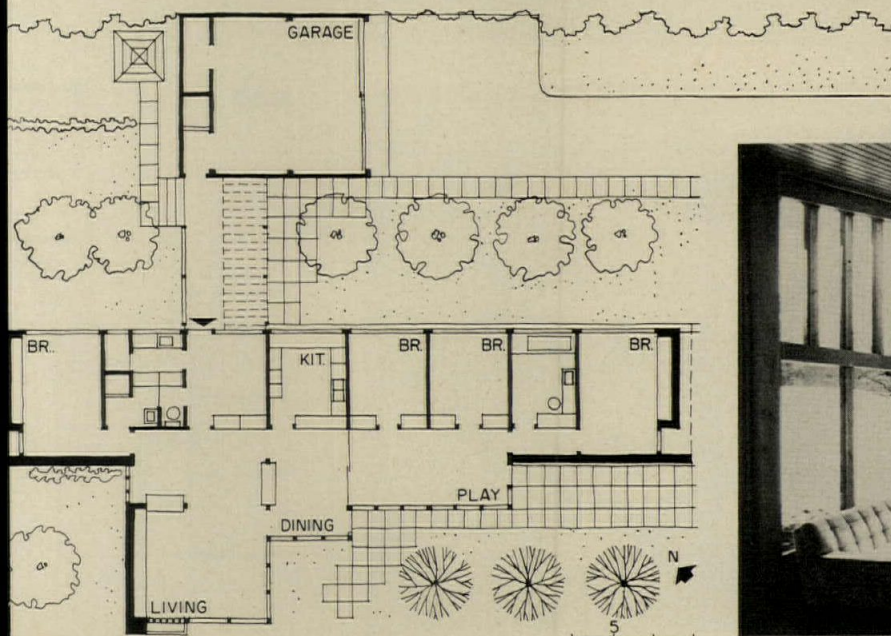 GARAGE
BR.
KIT.
BR.
BR.
BR.
PLAY
DINING
LIVING
N
5